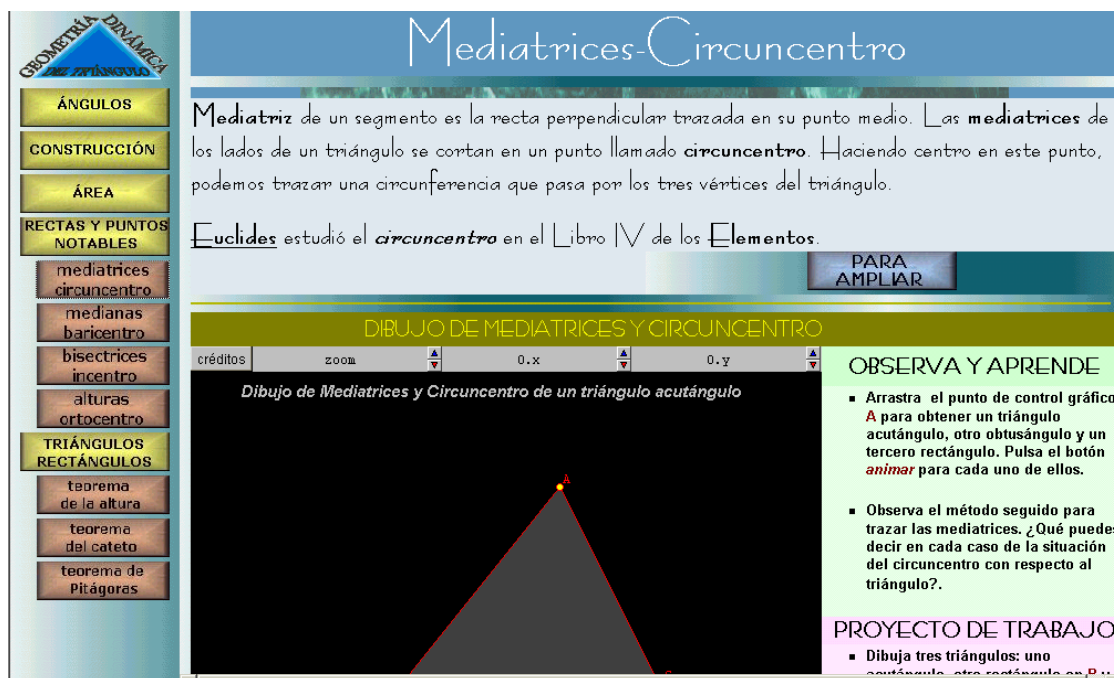 GEOMETRÍA DINÁMICA
DEL TRIÁNGULO
ÁNGULOS
CONSTRUCCIÓN
ÁREA
RECTAS Y PUNTOS
NOTABLES
mediatrices
circuncentro
medianas
baricentro
bisectrices
incentro
alturas
ortocentro
TRIÁNGULOS
RECTÁNGULOS
teorema
de la altura
teorema
del cateto
teorema de
Pitágoras
Mediatrices-Circuncentro
Mediatriz de un segmento es la recta perpendicular trazada en su punto medio. Las mediatrices de
los lados de un triángulo se cortan en un punto llamado circuncentro. Haciendo centro en este punto,
podemos trazar una circunferencia que pasa por los tres vértices del triángulo.
Euclides estudió el circuncentro en el Libro IV de los Elementos.
PARA
AMPLIAR
DIBUJO DE MEDIATRICES Y CIRCUNCENTRO
créditos zoom 0.x 0.y
Dibujo de Mediatrices y Circuncentro de un triángulo acutángulo
A
OBSERVA Y APRENDE
▪ Arrastra el punto de control gráfico
A para obtener un triángulo
acutángulo, otro obtusángulo y un
tercero rectángulo. Pulsa el botón
animar para cada uno de ellos.
▪ Observa el método seguido para
trazar las mediatrices. ¿Qué puedes
decir en cada caso de la situación
del circuncentro con respecto al
triángulo?.
PROYECTO DE TRABAJO
▪ Dibuja tres triángulos: uno